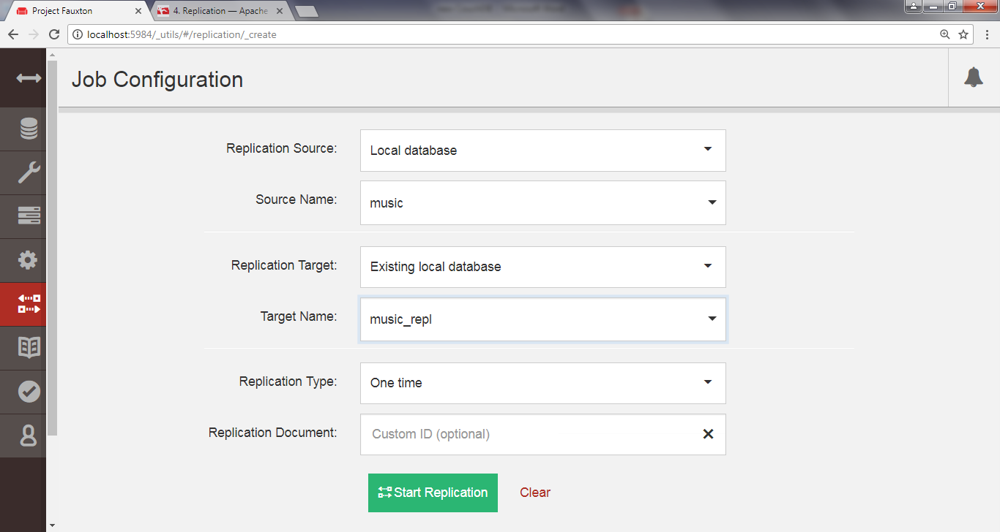 Project Fauxton
4. Replication — Apache
localhost:5984/_utils/#/replication/_create
Job Configuration
Replication Source: Local database
Source Name: music
Replication Target: Existing local database
Target Name: music_repl
Replication Type: One time
Replication Document: Custom ID (optional)
Start Replication Clear